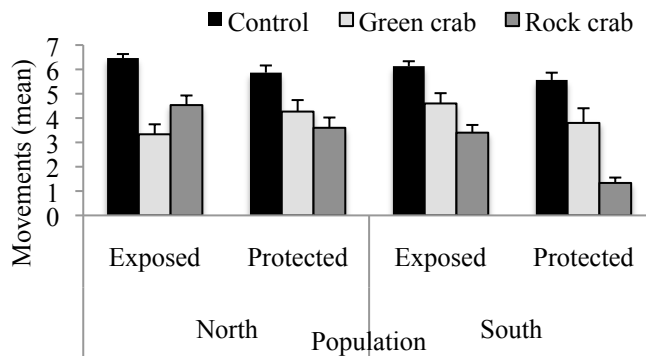 Control Green crab Rock crab
Movements (mean)
7
6
5
4
3
2
1
0
Exposed Protected Exposed Protected
North South
Population